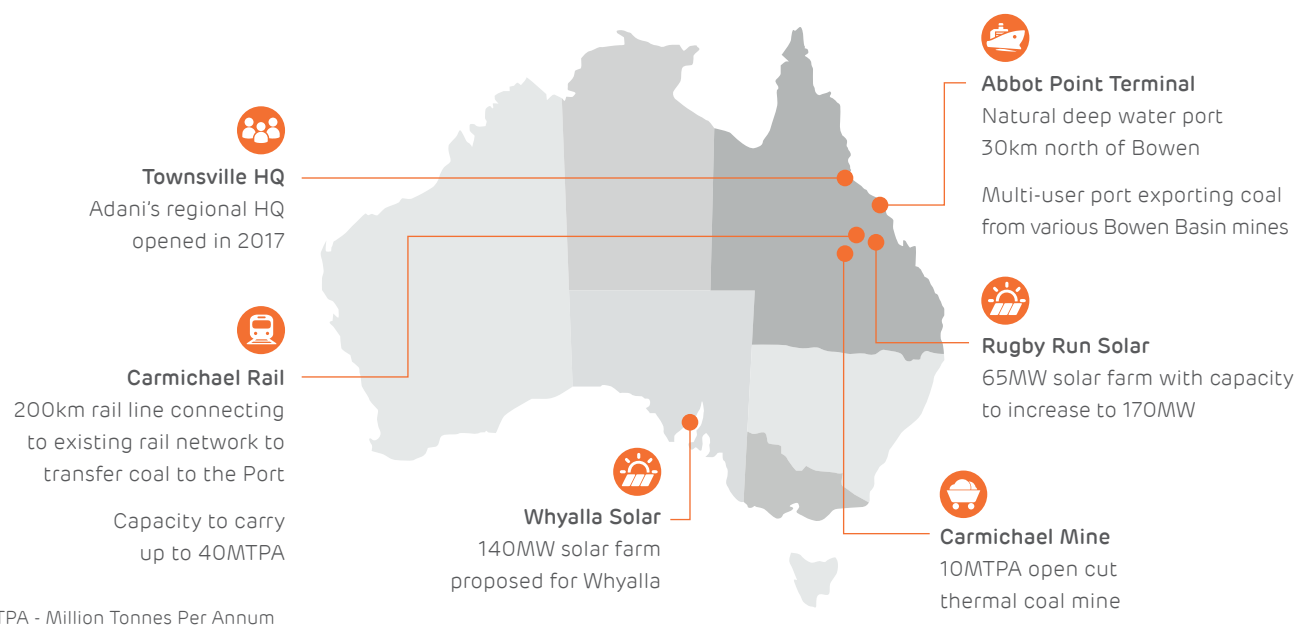 Townsville HQ
Adani's regional HQ
opened in 2017
Carmichael Rail
200km rail line connecting
to existing rail network to
transfer coal to the Port
Capacity to carry
up to 40MTPA
TPA - Million Tonnes Per Annum
Whyalla Solar
140MW solar farm
proposed for Whyalla
Abbot Point Terminal
Natural deep water port
30km north of Bowen
Multi-user port exporting coal
from various Bowen Basin mines
Rugby Run Solar
65MW solar farm with capacity
to increase to 170MW
Carmichael Mine
10MTPA open cut
thermal coal mine